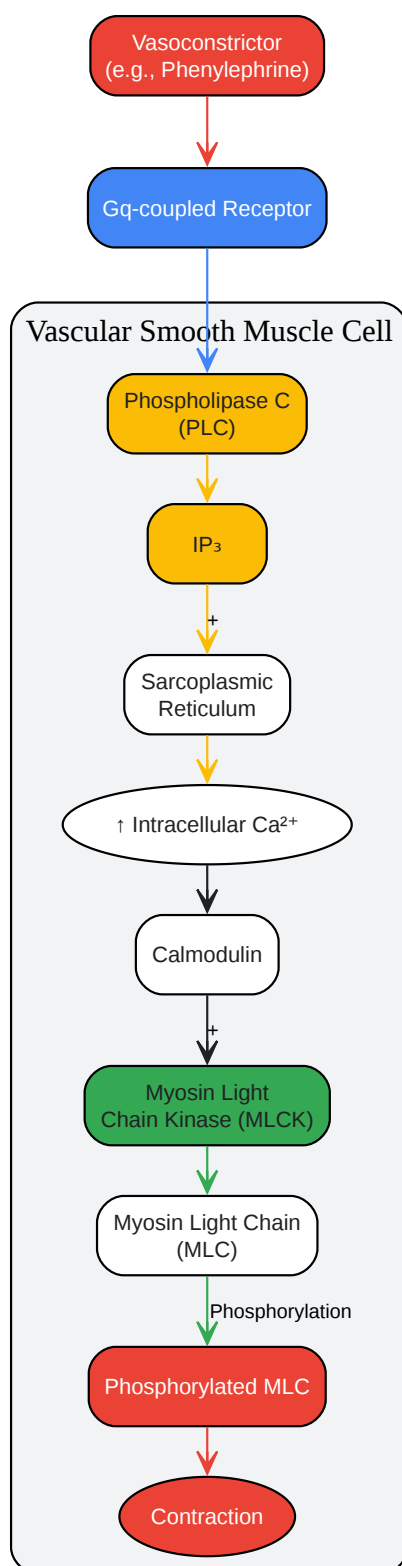 Vasoconstrictor
(e.g., Phenylephrine)
Gq-coupled Receptor
Vascular Smooth Muscle Cell
Phospholipase C
(PLC)
IP₃
+
Sarcoplasmic
Reticulum
↑ Intracellular Ca²⁺
Calmodulin
+
Myosin Light
Chain Kinase (MLCK)
Myosin Light Chain
(MLC)
Phosphorylation
Phosphorylated MLC
Contraction